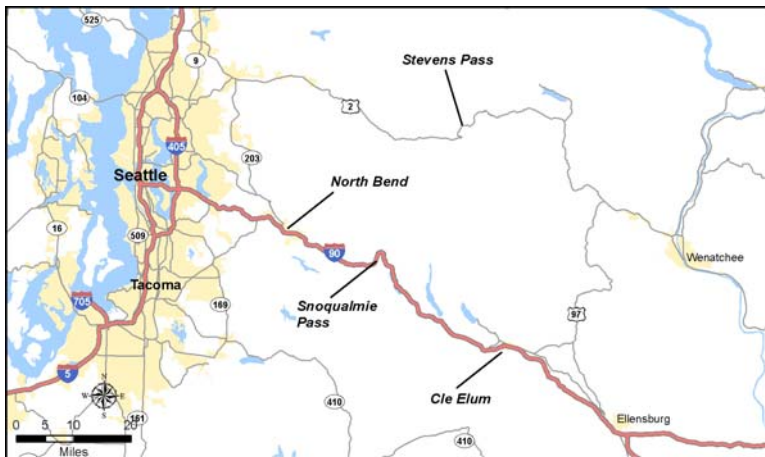 525
9
104
Stevens Pass
2
405
203
Seattle
North Bend
16
509
90
Wenatchee
Tacoma
705
169
Snoqualmie
Pass
97
5
N
W E
S
Cle Elum
410
Ellensburg
161
410
0 5 10 20
Miles